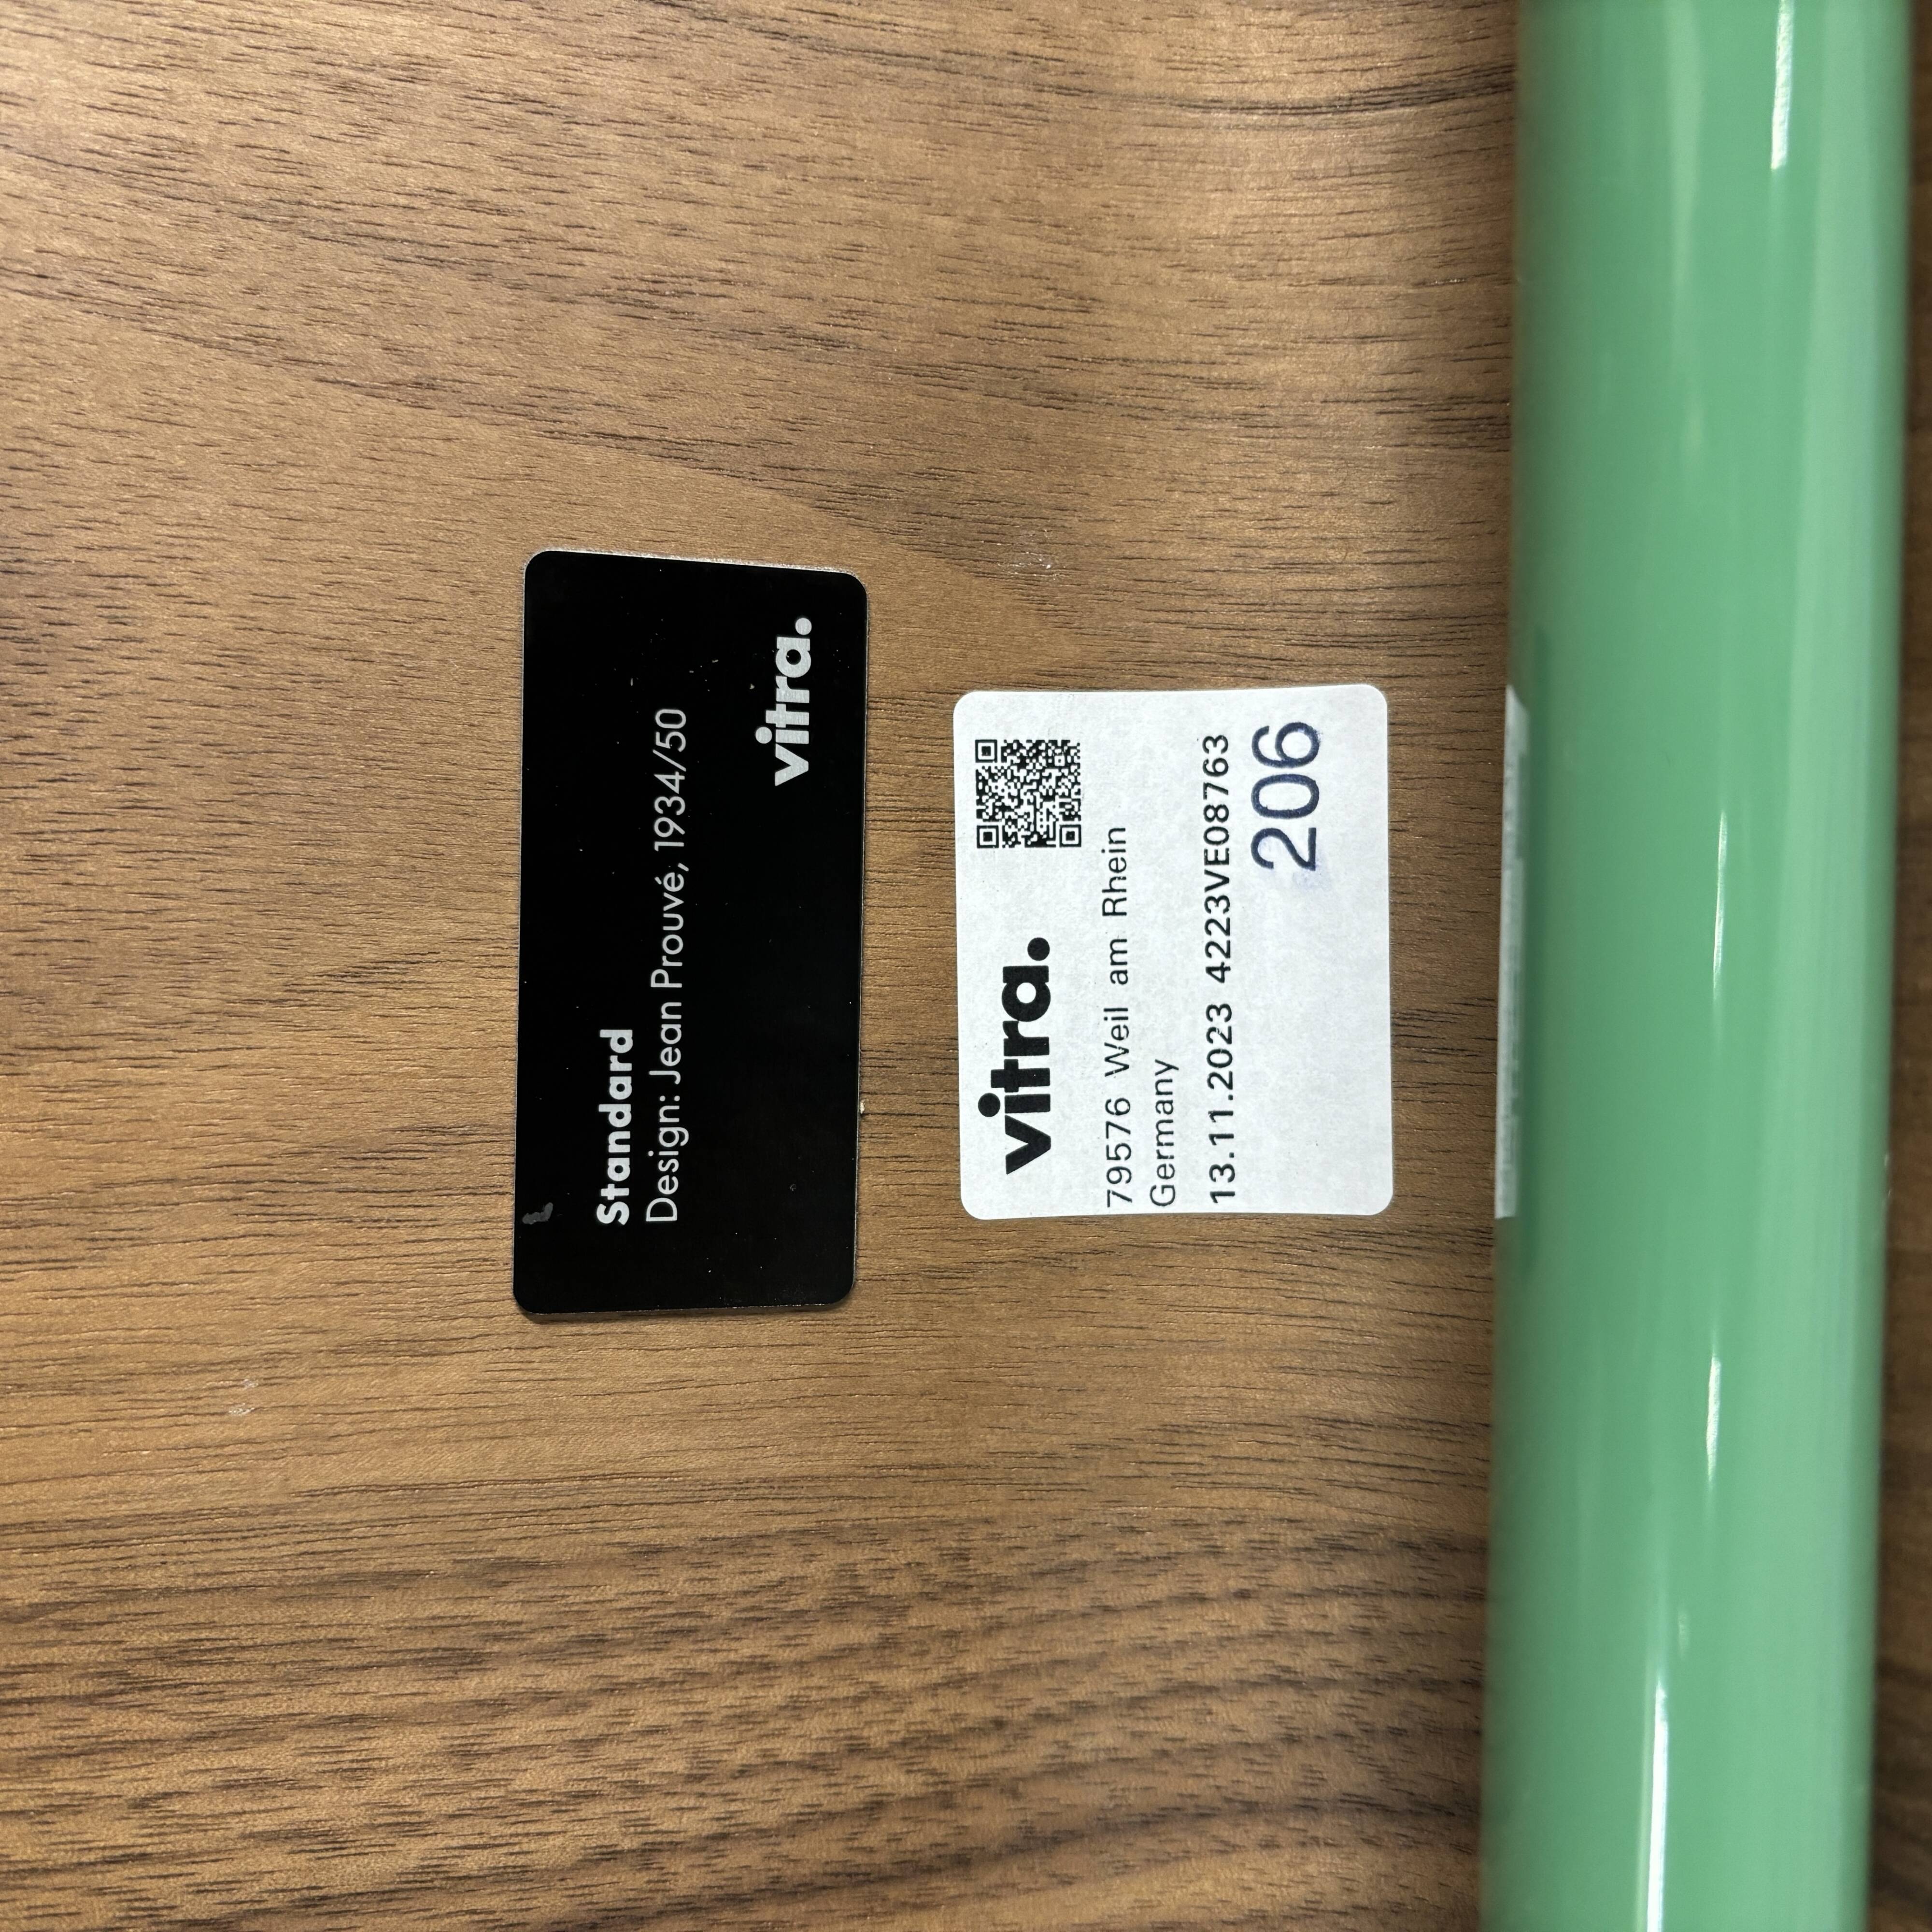 Standard
Design: Jean Prouvé, 1934/50
vitra.
vitra.
79576 Weil am Rhein
Germany
13.11.2023 4223VE08763
206